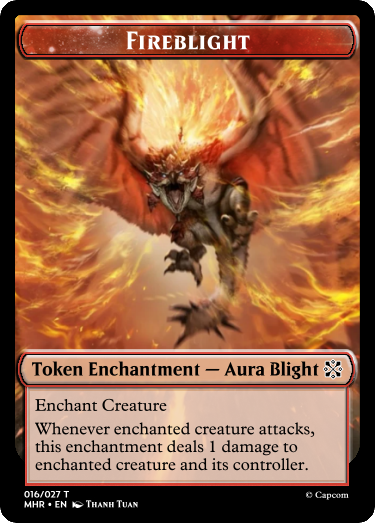 Fireblight
Token Enchantment — Aura Blight
Enchant Creature
Whenever enchanted creature attacks,
this enchantment deals 1 damage to
enchanted creature and its controller.
016/027 T
© Capcom
MHR • EN Thanh Tuan